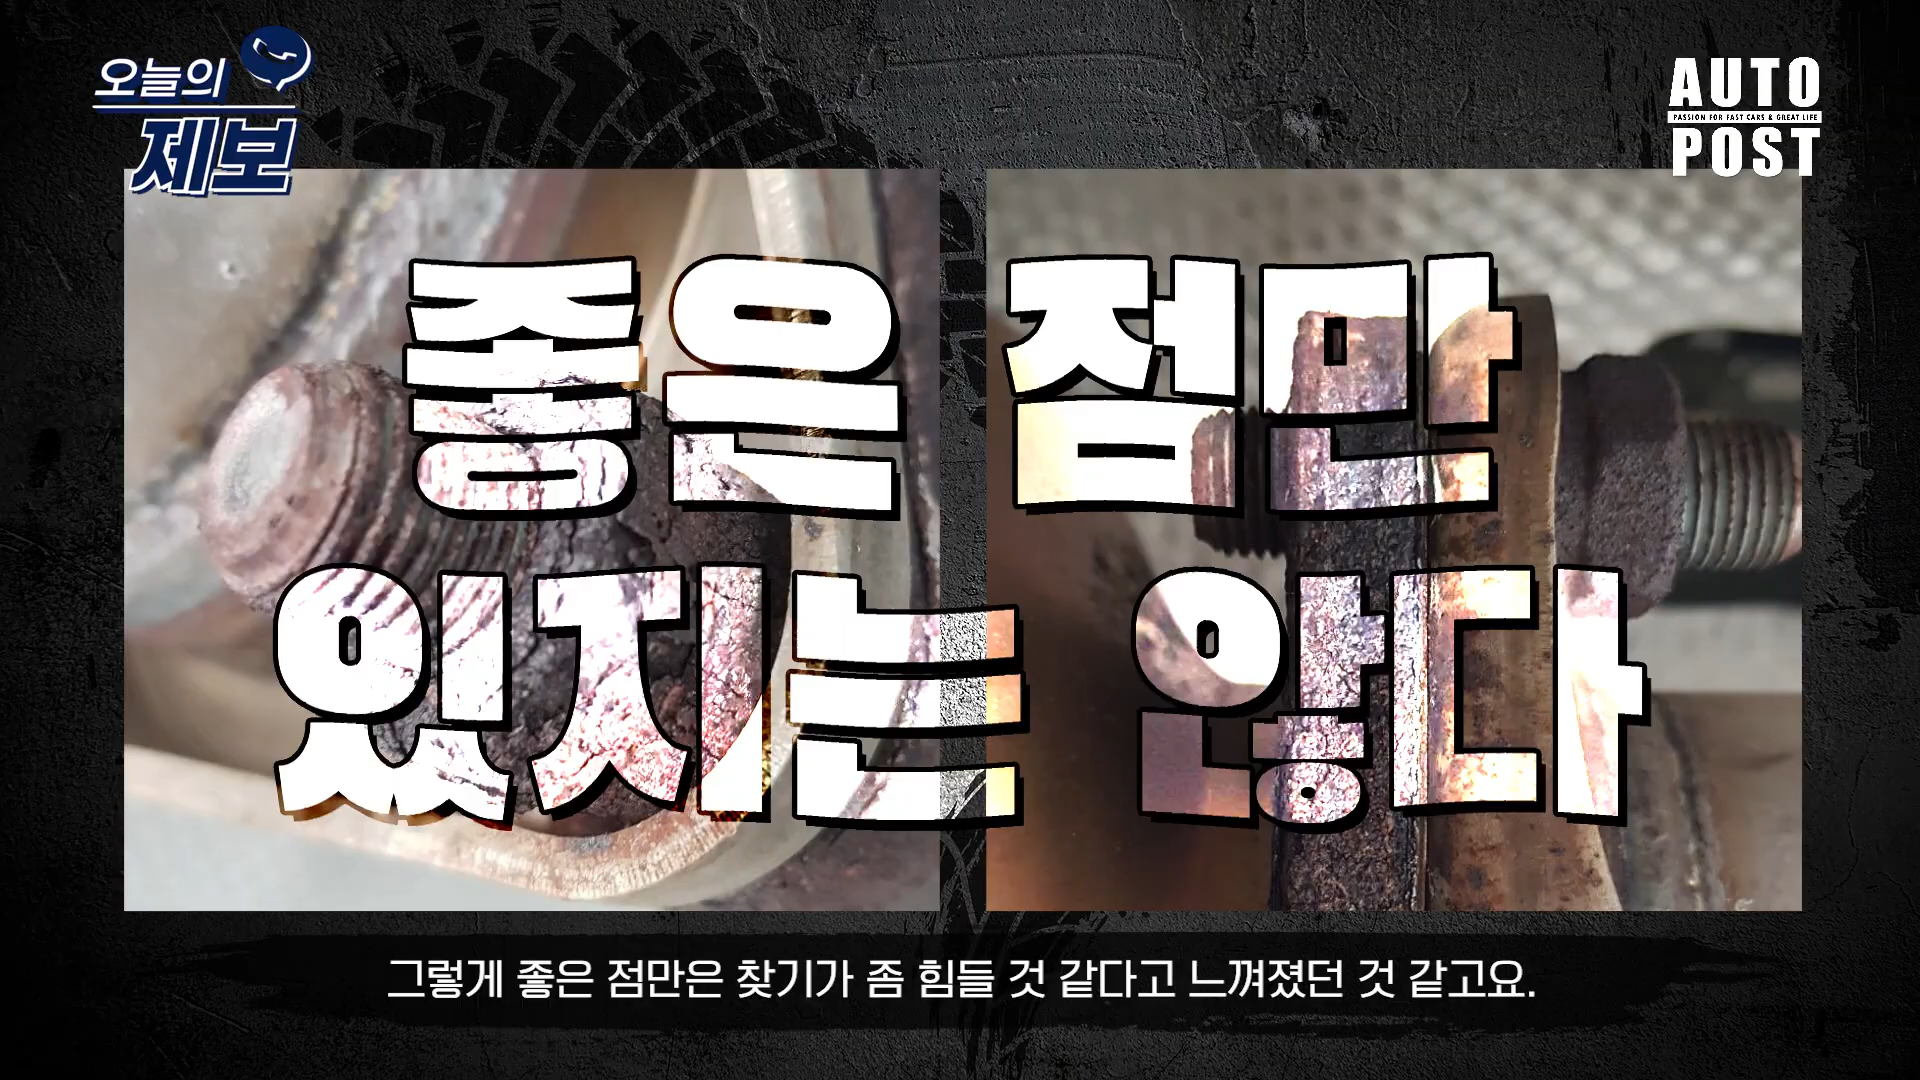 오늘의
제보
AUTO
PASSION FOR FAST CARS & GREAT LIFE
POST
좋은 점만
있지는 않다
그렇게 좋은 점만은 찾기가 좀 힘들 것 같다고 느껴졌던 것 같고요.